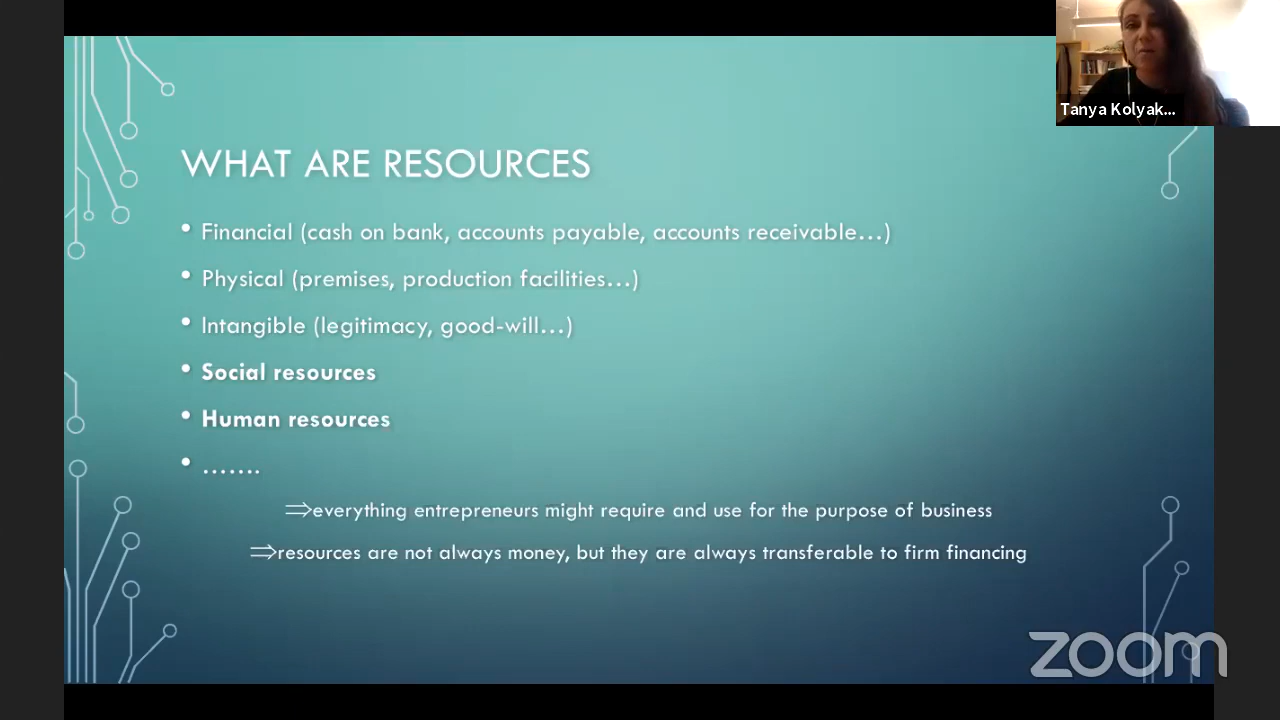 Tanya Kolyak...
WHAT ARE RESOURCES
• Financial (cash on bank, accounts payable, accounts receivable…)
• Physical (premises, production facilities…)
• Intangible (legitimacy, good-will…)
• Social resources
• Human resources
• …….
⇒everything entrepreneurs might require and use for the purpose of business
⇒resources are not always money, but they are always transferable to firm financing
zoom